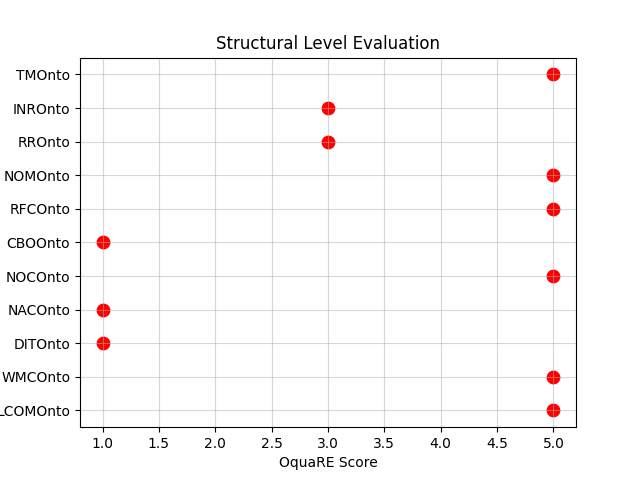 Structural Level Evaluation
TMOnto
INROnto
RROnto
NOMOnto
RFCOnto
CBOOnto
NOCOnto
NACOnto
DITOnto
WMCOnto
LCOMOnto
1.0 1.5 2.0 2.5 3.0 3.5 4.0 4.5 5.0
OquaRE Score